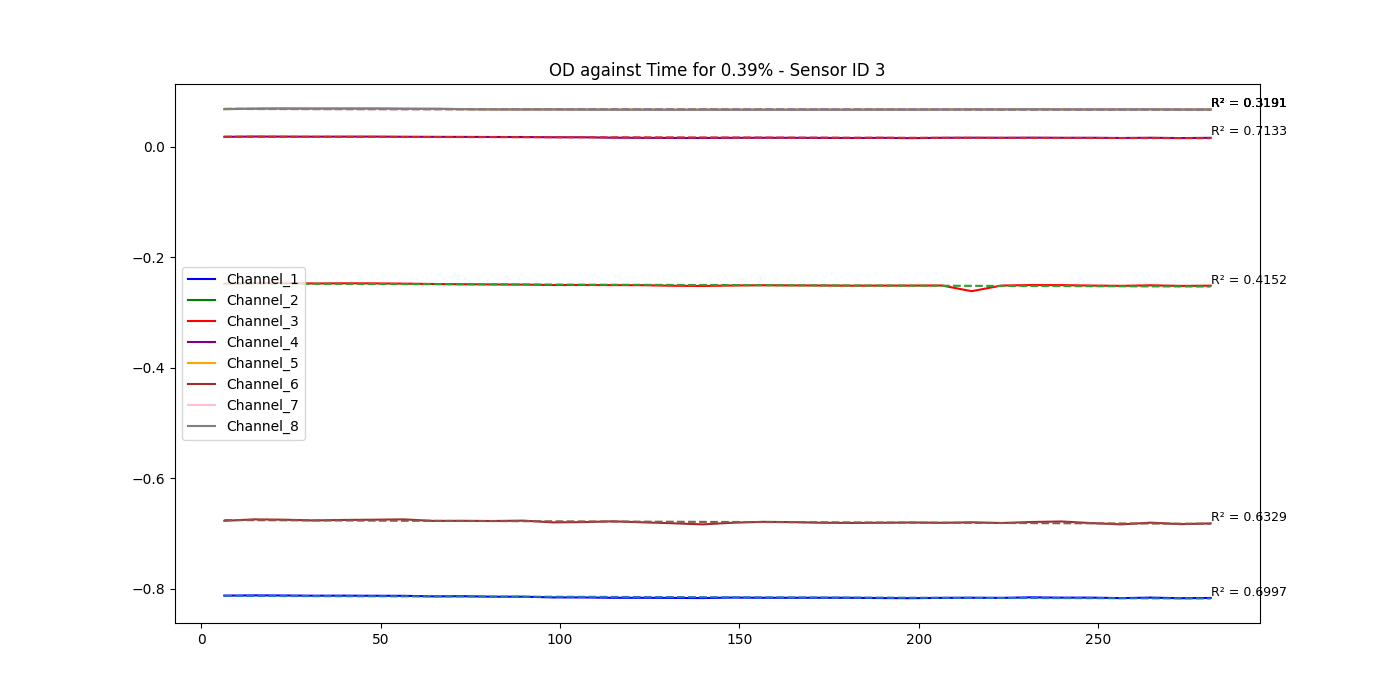 OD against Time for 0.39% - Sensor ID 3
R² = 0.3191
R² = 0.7133
R² = 0.4152
R² = 0.6329
R² = 0.6997
0.0
−0.2
−0.4
−0.6
−0.8
Channel_1
Channel_2
Channel_3
Channel_4
Channel_5
Channel_6
Channel_7
Channel_8
0 50 100 150 200 250